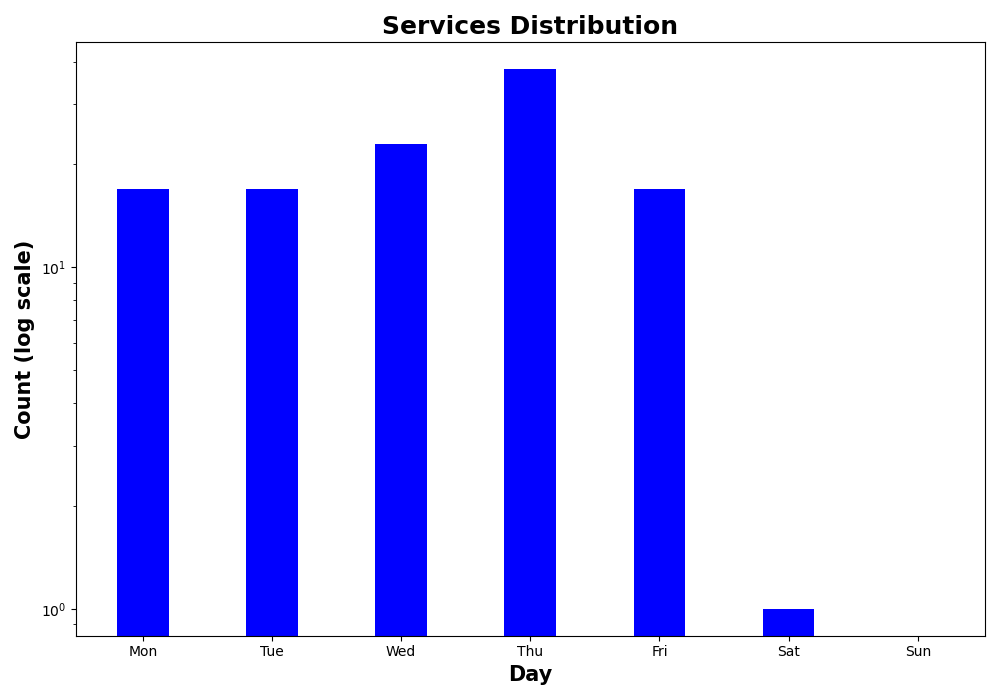 Services Distribution
Count (log scale)
10¹
10⁰
Mon Tue Wed Thu Fri Sat Sun
Day